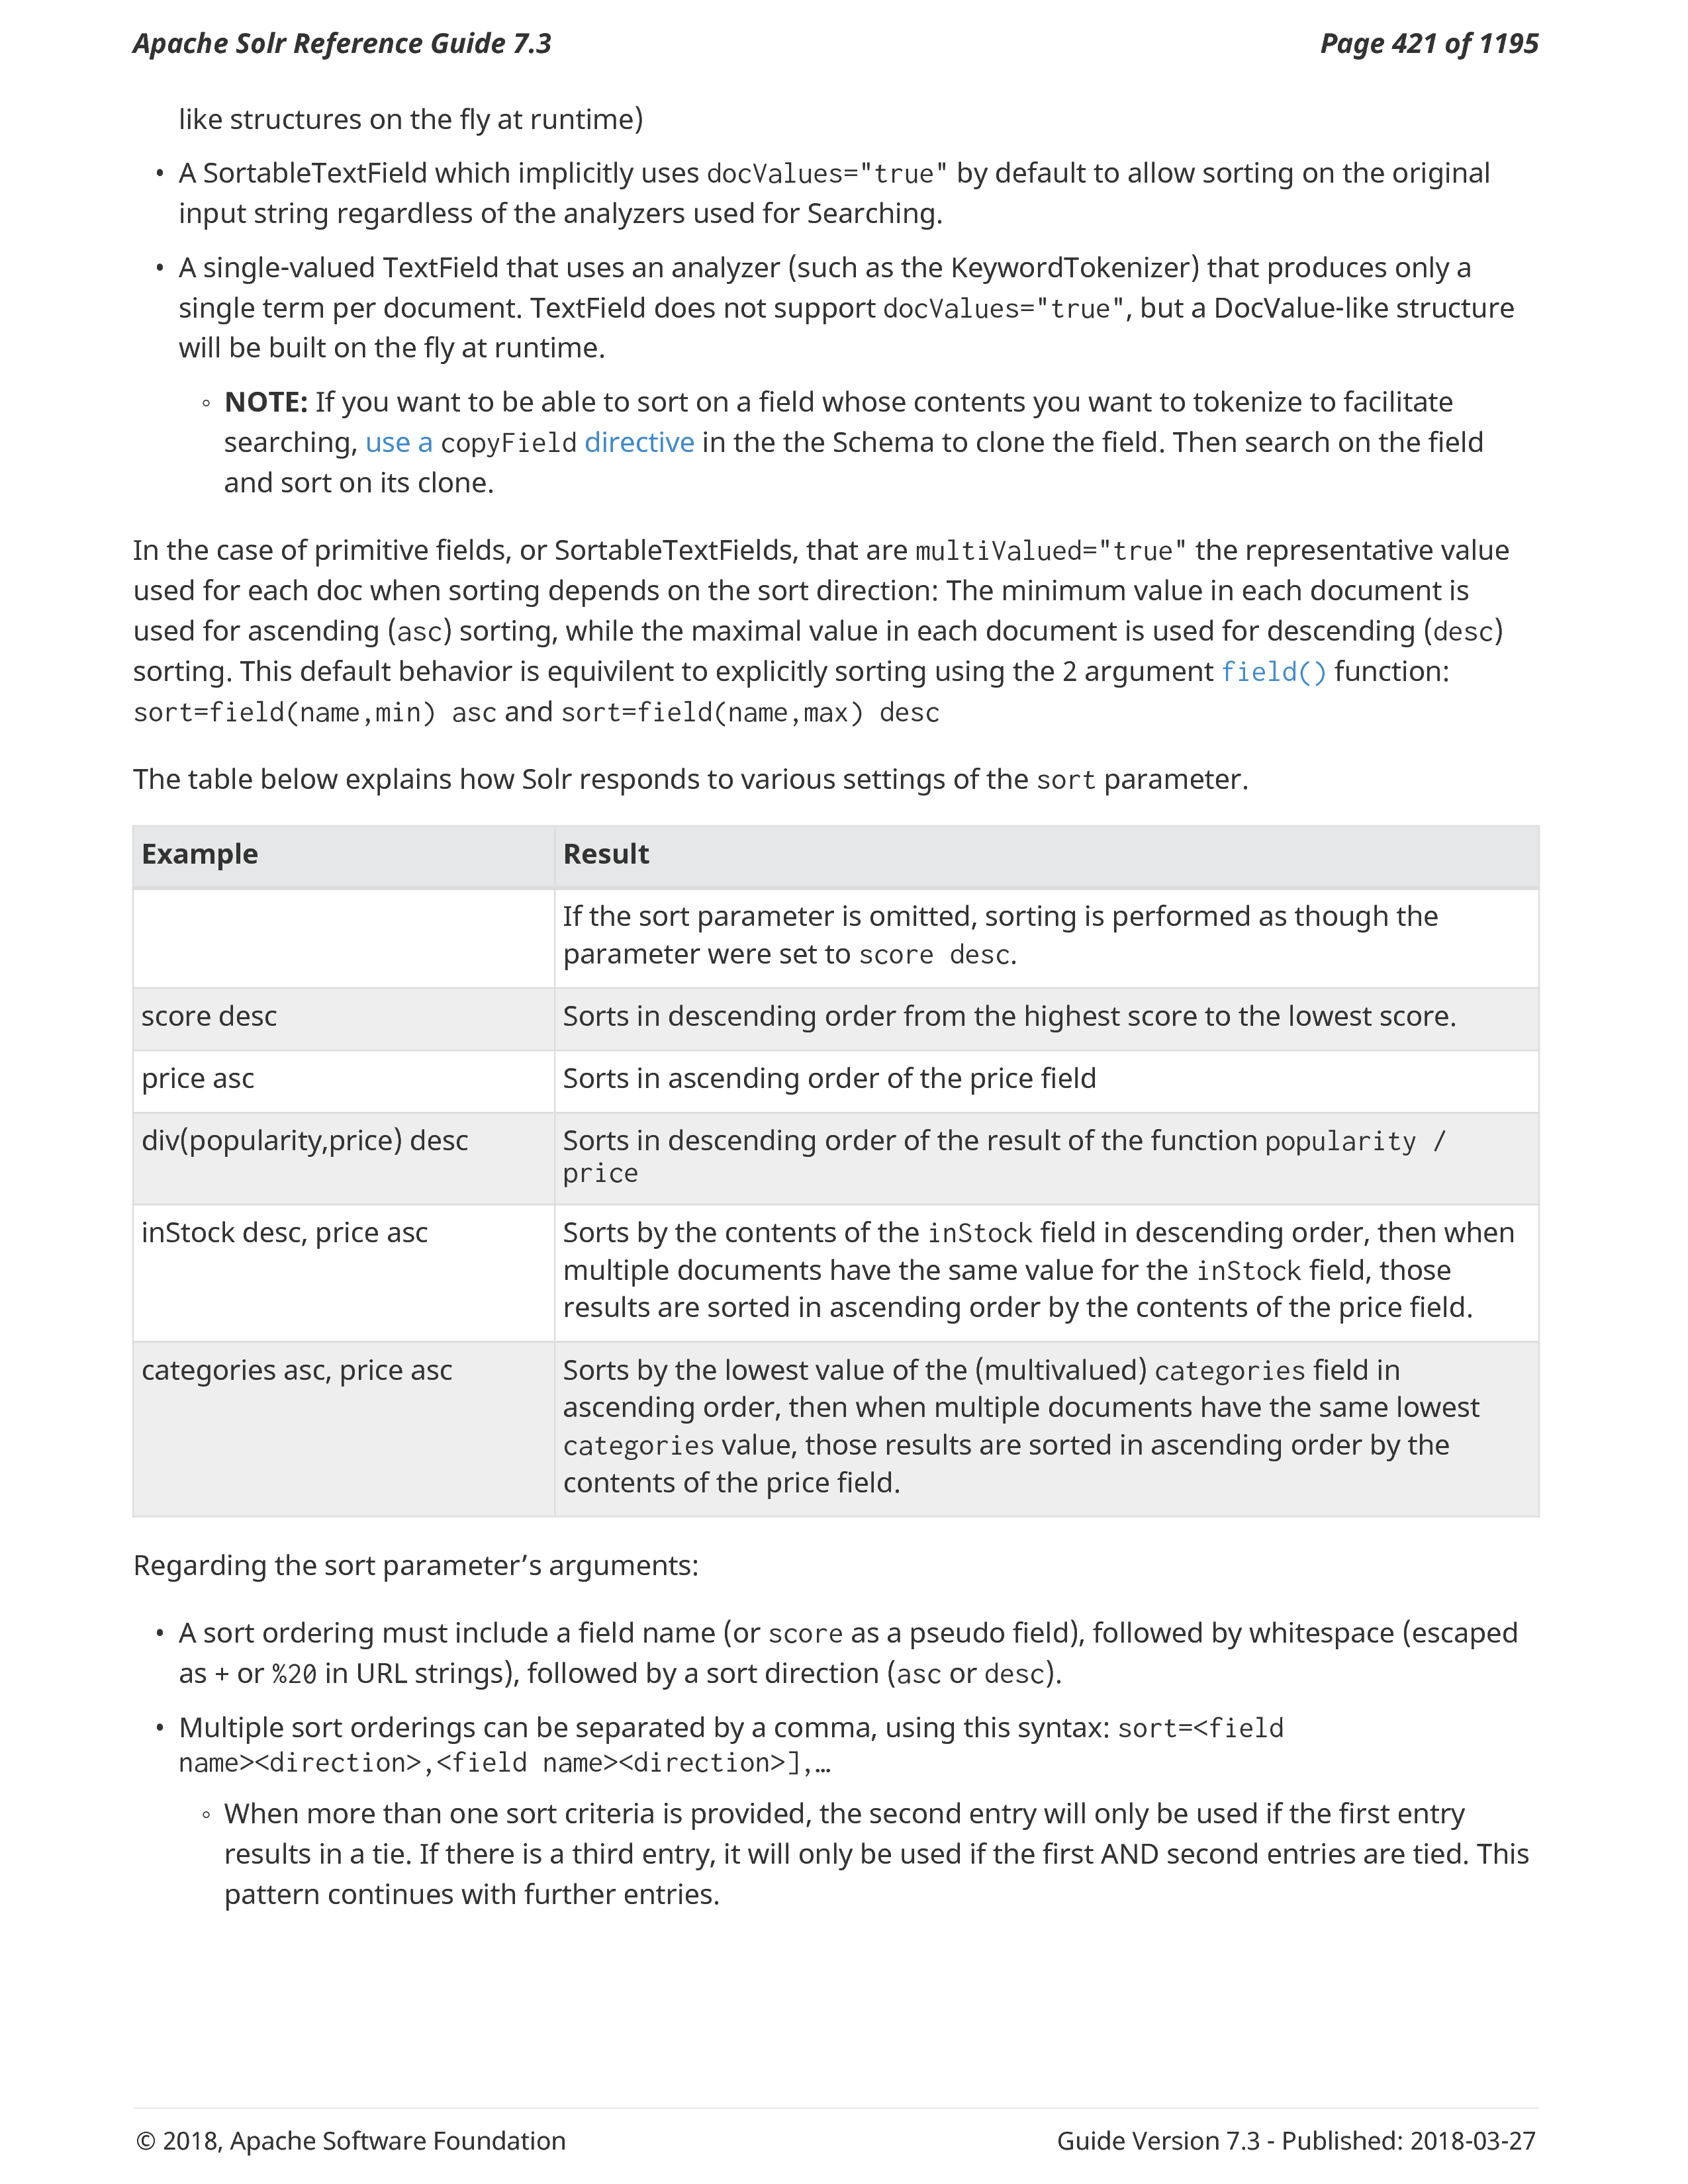 Apache Solr Reference Guide 7.3 Page 421 of 1195
like structures on the fly at runtime)
• A SortableTextField which implicitly uses docValues="true" by default to allow sorting on the original
input string regardless of the analyzers used for Searching.
• A single-valued TextField that uses an analyzer (such as the KeywordTokenizer) that produces only a
single term per document. TextField does not support docValues="true", but a DocValue-like structure
will be built on the fly at runtime.
◦ NOTE: If you want to be able to sort on a field whose contents you want to tokenize to facilitate
searching, use a copyField directive in the the Schema to clone the field. Then search on the field
and sort on its clone.
In the case of primitive fields, or SortableTextFields, that are multiValued="true" the representative value
used for each doc when sorting depends on the sort direction: The minimum value in each document is
used for ascending (asc) sorting, while the maximal value in each document is used for descending (desc)
sorting. This default behavior is equivilent to explicitly sorting using the 2 argument field() function:
sort=field(name,min) asc and sort=field(name,max) desc
The table below explains how Solr responds to various settings of the sort parameter.
Example Result
If the sort parameter is omitted, sorting is performed as though the
parameter were set to score desc.
score desc Sorts in descending order from the highest score to the lowest score.
price asc Sorts in ascending order of the price field
div(popularity,price) desc Sorts in descending order of the result of the function popularity /
price
inStock desc, price asc Sorts by the contents of the inStock field in descending order, then when
multiple documents have the same value for the inStock field, those
results are sorted in ascending order by the contents of the price field.
categories asc, price asc Sorts by the lowest value of the (multivalued) categories field in
ascending order, then when multiple documents have the same lowest
categories value, those results are sorted in ascending order by the
contents of the price field.
Regarding the sort parameter’s arguments:
• A sort ordering must include a field name (or score as a pseudo field), followed by whitespace (escaped
as + or %20 in URL strings), followed by a sort direction (asc or desc).
• Multiple sort orderings can be separated by a comma, using this syntax: sort=<field
name><direction>,<field name><direction>],…
◦ When more than one sort criteria is provided, the second entry will only be used if the first entry
results in a tie. If there is a third entry, it will only be used if the first AND second entries are tied. This
pattern continues with further entries.
© 2018, Apache Software Foundation Guide Version 7.3 - Published: 2018-03-27